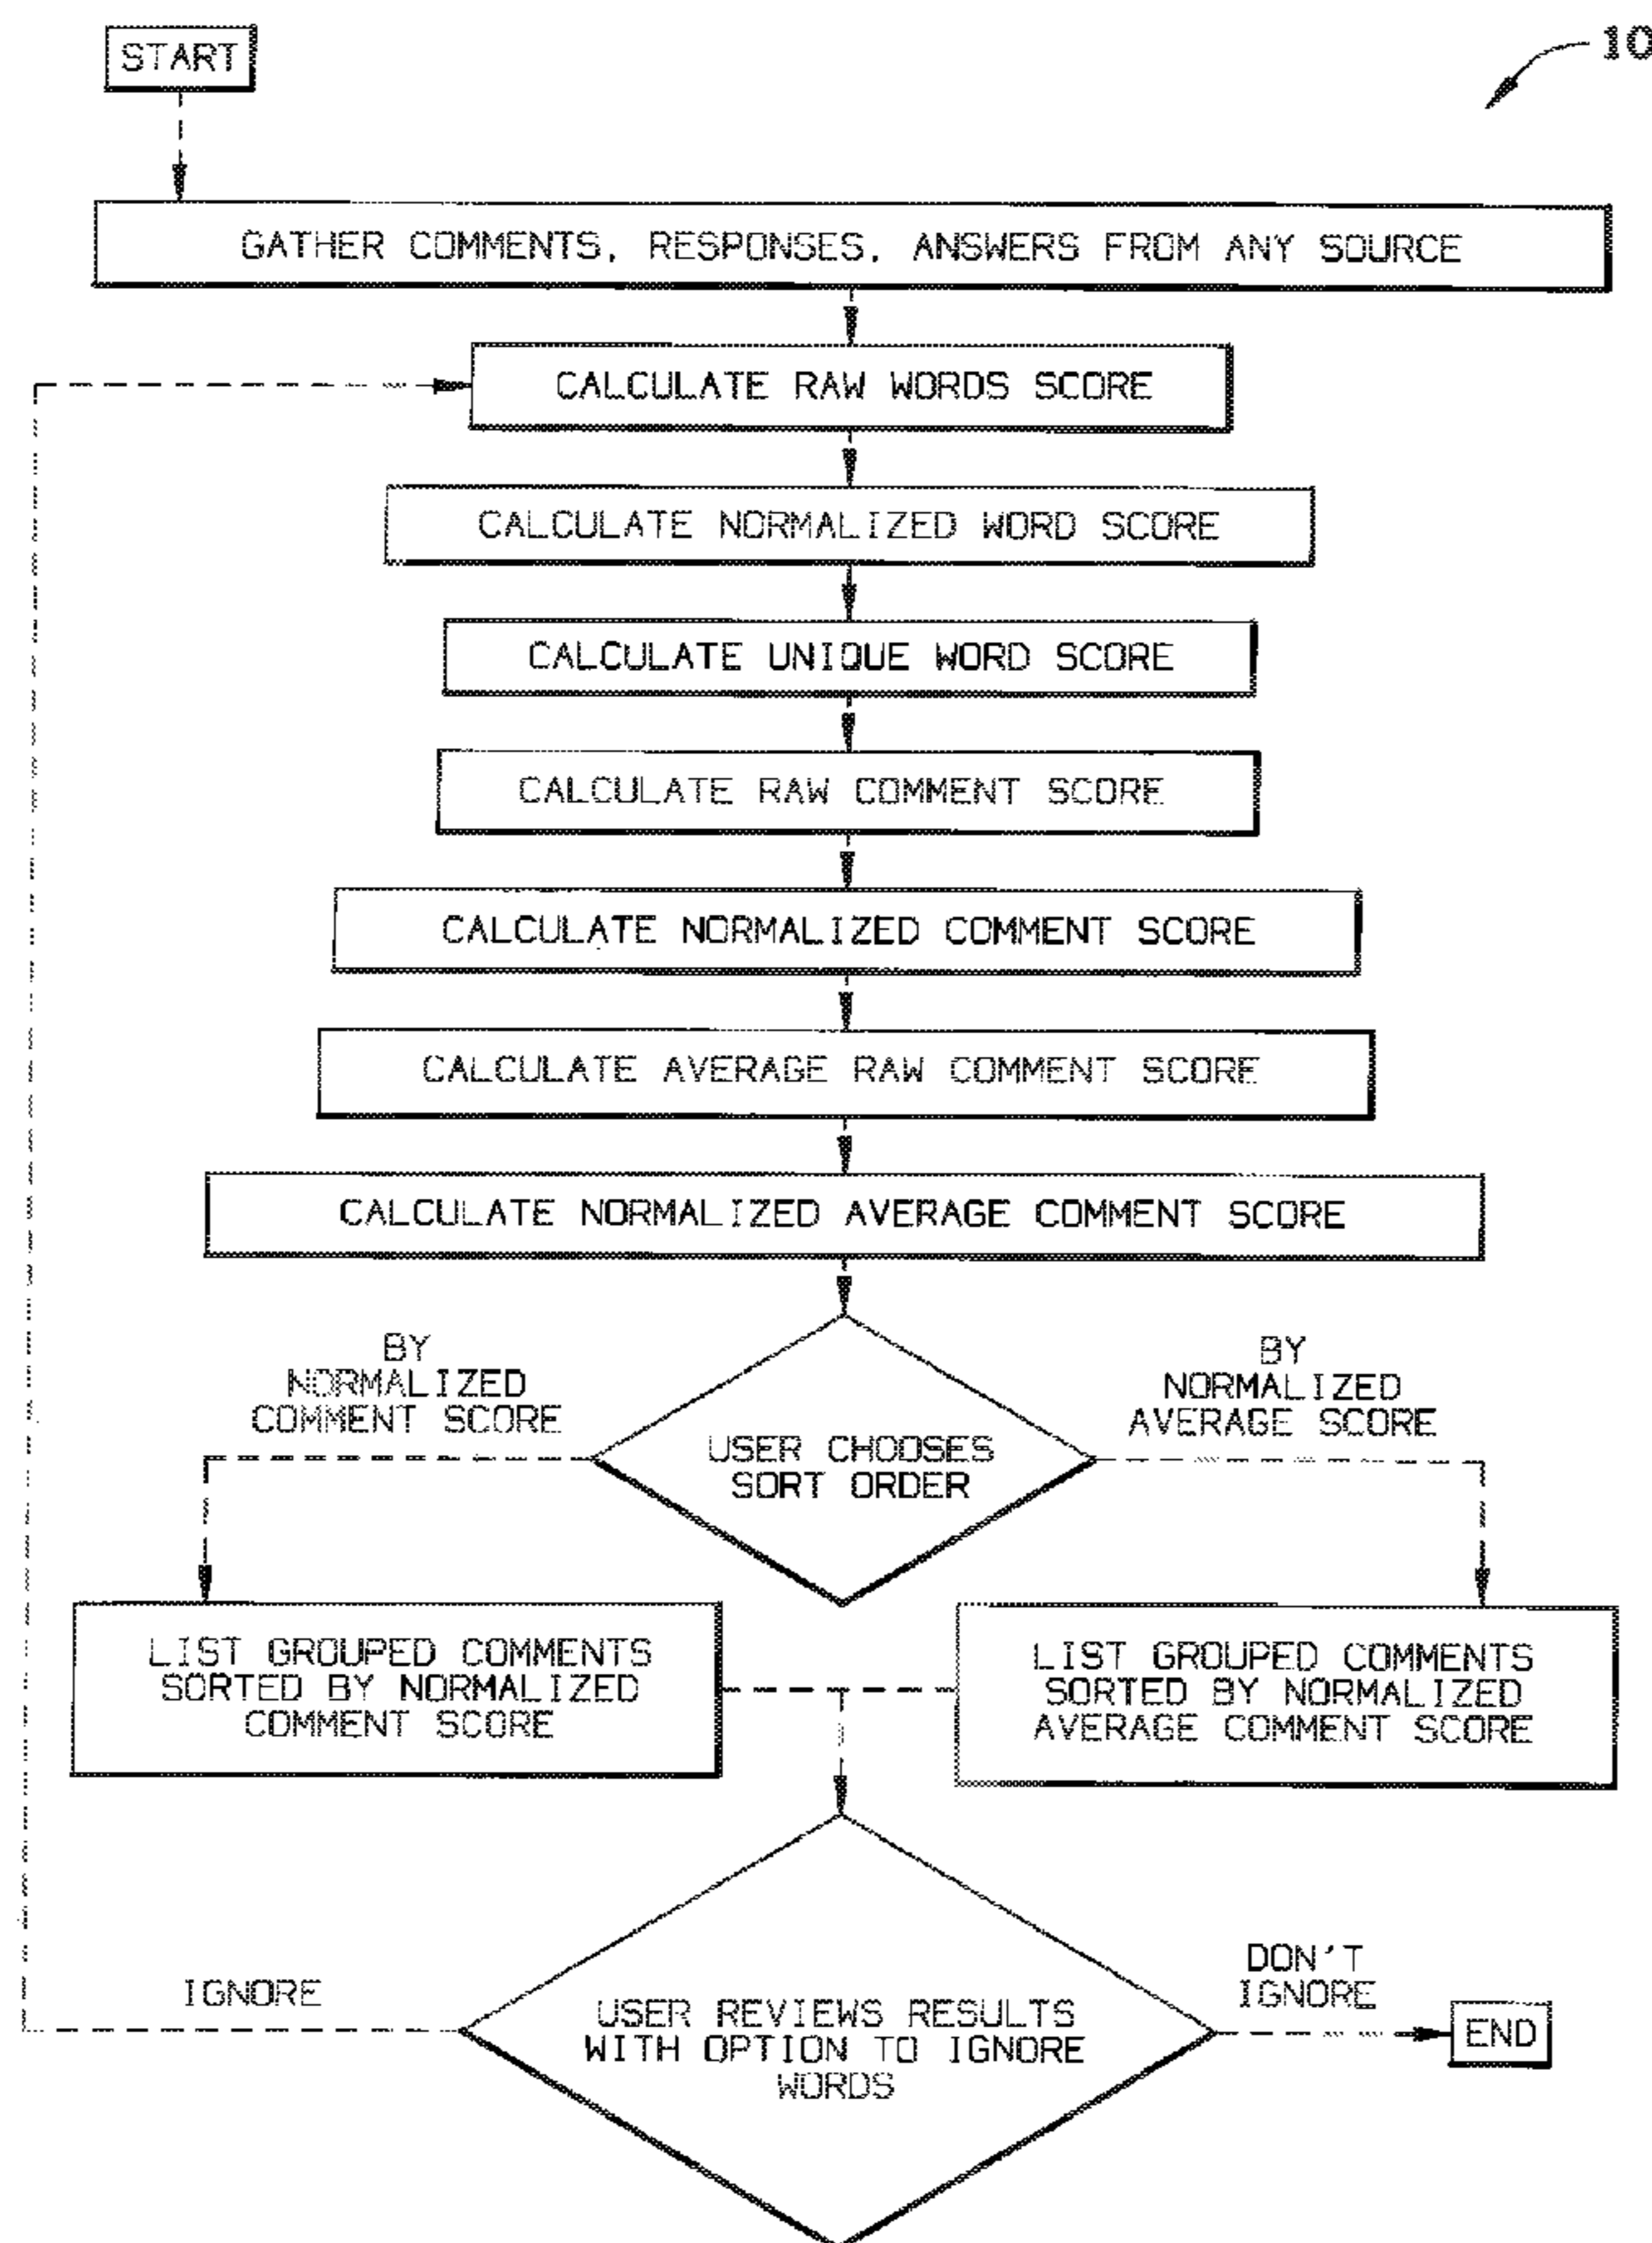 START
10
GATHER COMMENTS, RESPONSES, ANSWERS FROM ANY SOURCE
CALCULATE RAW WORDS SCORE
CALCULATE NORMALIZED WORD SCORE
CALCULATE UNIQUE WORD SCORE
CALCULATE RAW COMMENT SCORE
CALCULATE NORMALIZED COMMENT SCORE
CALCULATE AVERAGE RAW COMMENT SCORE
CALCULATE NORMALIZED AVERAGE COMMENT SCORE
BY
NORMALIZED
COMMENT SCORE
BY
NORMALIZED
AVERAGE SCORE
USER CHOOSES
SORT ORDER
LIST GROUPED COMMENTS
SORTED BY NORMALIZED
COMMENT SCORE
LIST GROUPED COMMENTS
SORTED BY NORMALIZED
AVERAGE COMMENT SCORE
IGNORE
USER REVIEWS RESULTS
WITH OPTION TO IGNORE
WORDS
DON'T
IGNORE
END